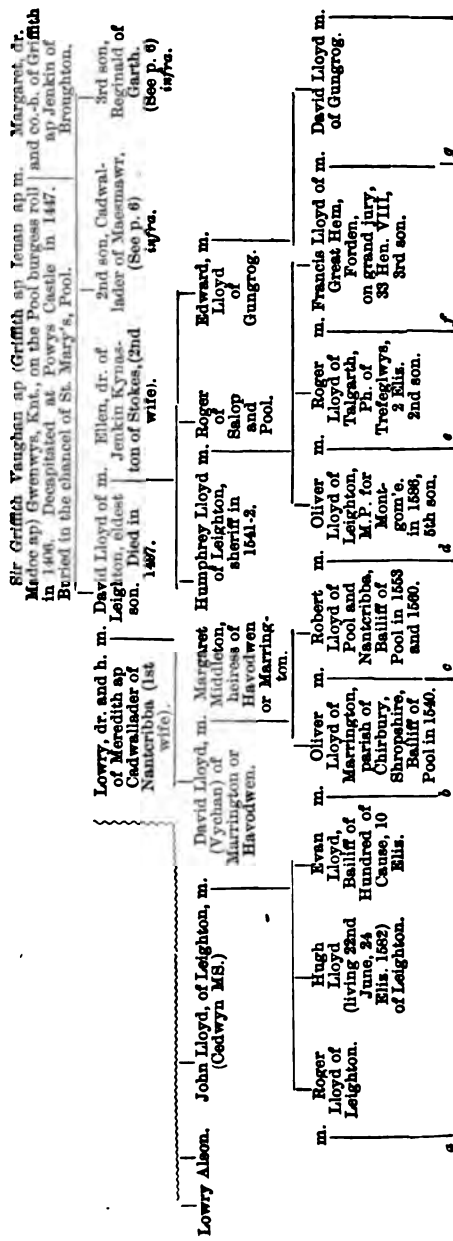 Sir Griffith Vaughan ap (Griffith ap Ieuan ap m. Margaret, dr.
Madoc ap) Gwenwys, Knt., on the Pool burgess roll and co.-h. of Griffith
in 1406. Decapitated at Powys Castle in 1447. ap Jenkin of
Buried in the chancel of St. Mary's, Pool. Broughton.
Lowry, dr. and h. m.
of Meredith ap
Cadwallader of
Nantcribba (1st
wife).
David Lloyd of m.
Leighton, eldest
son. Died in
1497.
Ellen, dr. of
Jenkin Kynas-
ton of Stokes, (2nd
wife).
2nd son, Cadwal-
lader of Maesmawr.
(See p. 6)
infra.
3rd son,
Reginald of
Garth.
(See p. 6)
infra.
Lowry Alson.
John Lloyd, of Leighton, m.
(Cedwyn MS.)
David Lloyd, m.
(Vychan) of
Marrington or
Havodwen.
Margaret
Middleton,
heiress of
Havodwen
or Marring-
ton.
Humphrey Lloyd m.
of Leighton,
sheriff in
1541-2.
Roger
of
Salop
and
Pool.
Edward, m.
Lloyd
of
Gungrog.
m. Roger
Lloyd of
Leighton.
Hugh
Lloyd
(living 22nd
June, 24
Eliz. 1582)
of Leighton.
Evan
Lloyd,
Bailiff of
Hundred of
Cause, 10
Eliz.
m. Oliver
Lloyd of
Marrington,
parish of
Chirbury,
Shropshire,
Bailiff of
Pool in 1540.
m. Robert
Lloyd of
Pool and
Nantcribba,
Bailiff of
Pool in 1553
and 1560.
m. Oliver
Lloyd of
Leighton,
M.P. for
Mont-
gom'e.
in 1586,
5th son.
m. Roger
Lloyd of
Talgarth,
Ph. of
Trefeglwys,
2 Eliz.
2nd son.
m. Francis Lloyd of
Great Hem,
Forden,
on grand jury,
33 Hen. VIII,
3rd son.
m. David Lloyd
of Gungrog.
a b c d e f g